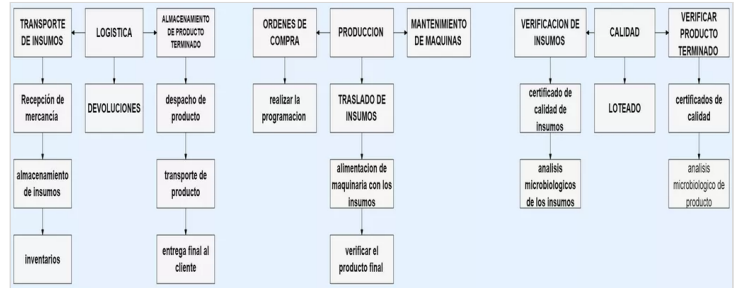 TRANSPORTE
DE INSUMOS
LOGISTICA
ALMACENAMIENTO
DE PRODUCTO
TERMINADO
ORDENES DE
COMPRA
PRODUCCION
MANTENIMIENTO
DE MAQUINAS
VERIFICACION DE
INSUMOS
CALIDAD
VERIFICAR
PRODUCTO
TERMINADO
Recepción de
mercancia
DEVOLUCIONES
despacho de
producto
realizar la
programacion
TRASLADO DE
INSUMOS
certificado de
calidad de
insumos
LOTEADO
certificados de
calidad
almacenamiento
de insumos
transporte de
producto
alimentacion de
maquinaria con los
insumos
analisis
microbiologicos
de los insumos
analisis
microbiologico de
producto
inventarios
entrega final al
cliente
verificar el
producto final